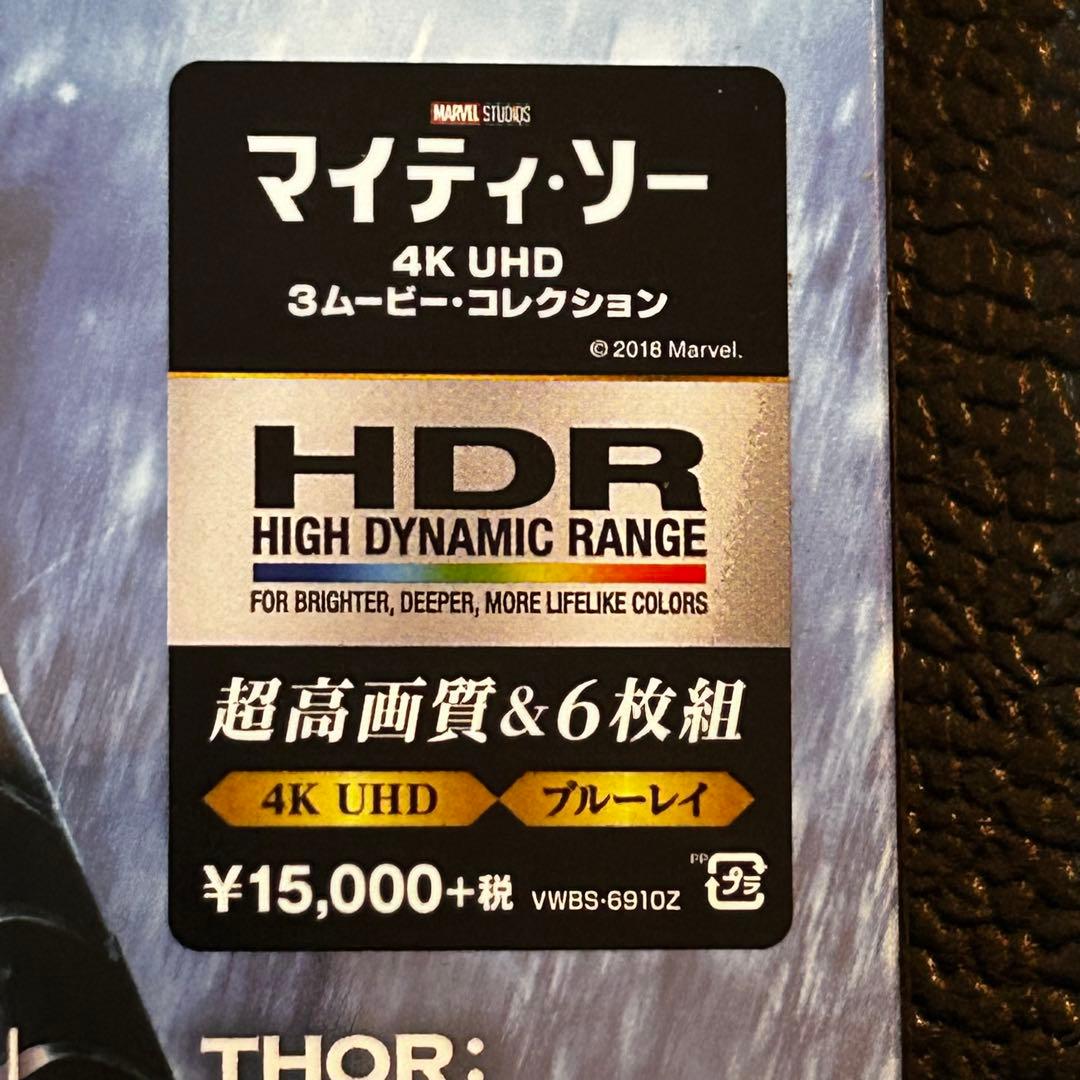 MARVEL STUDIOS
マイティ・ソー
4K UHD
3ムービー・コレクション
© 2018 Marvel.
HDR
HIGH DYNAMIC RANGE
FOR BRIGHTER, DEEPER, MORE LIFELIKE COLORS
超高画質&6枚組
4K UHD ブルーレイ
¥15,000+税 VWBS・6910Z PP プラ
THOR: